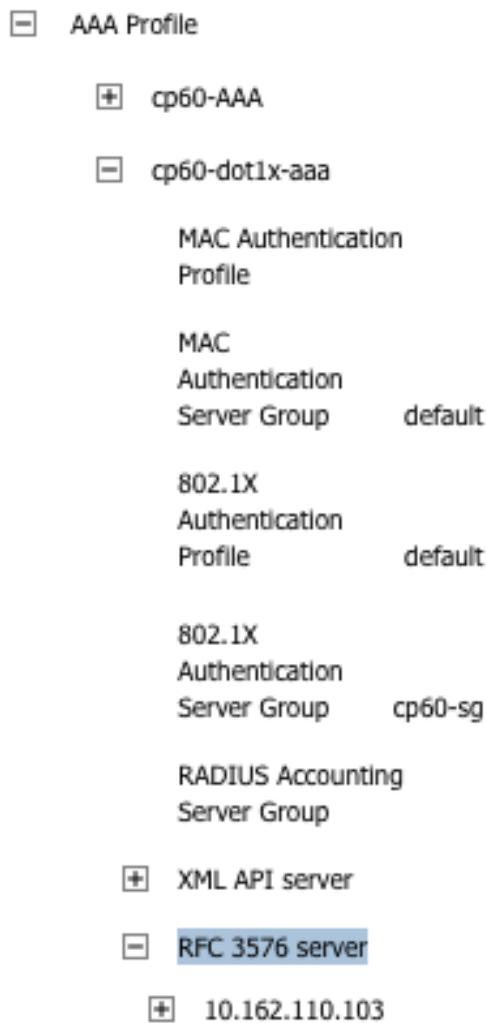 AAA Profile
cp60-AAA
cp60-dot1x-aaa
MAC Authentication
Profile
MAC
Authentication
Server Group default
802.1X
Authentication
Profile default
802.1X
Authentication
Server Group cp60-sg
RADIUS Accounting
Server Group
XML API server
RFC 3576 server
10.162.110.103